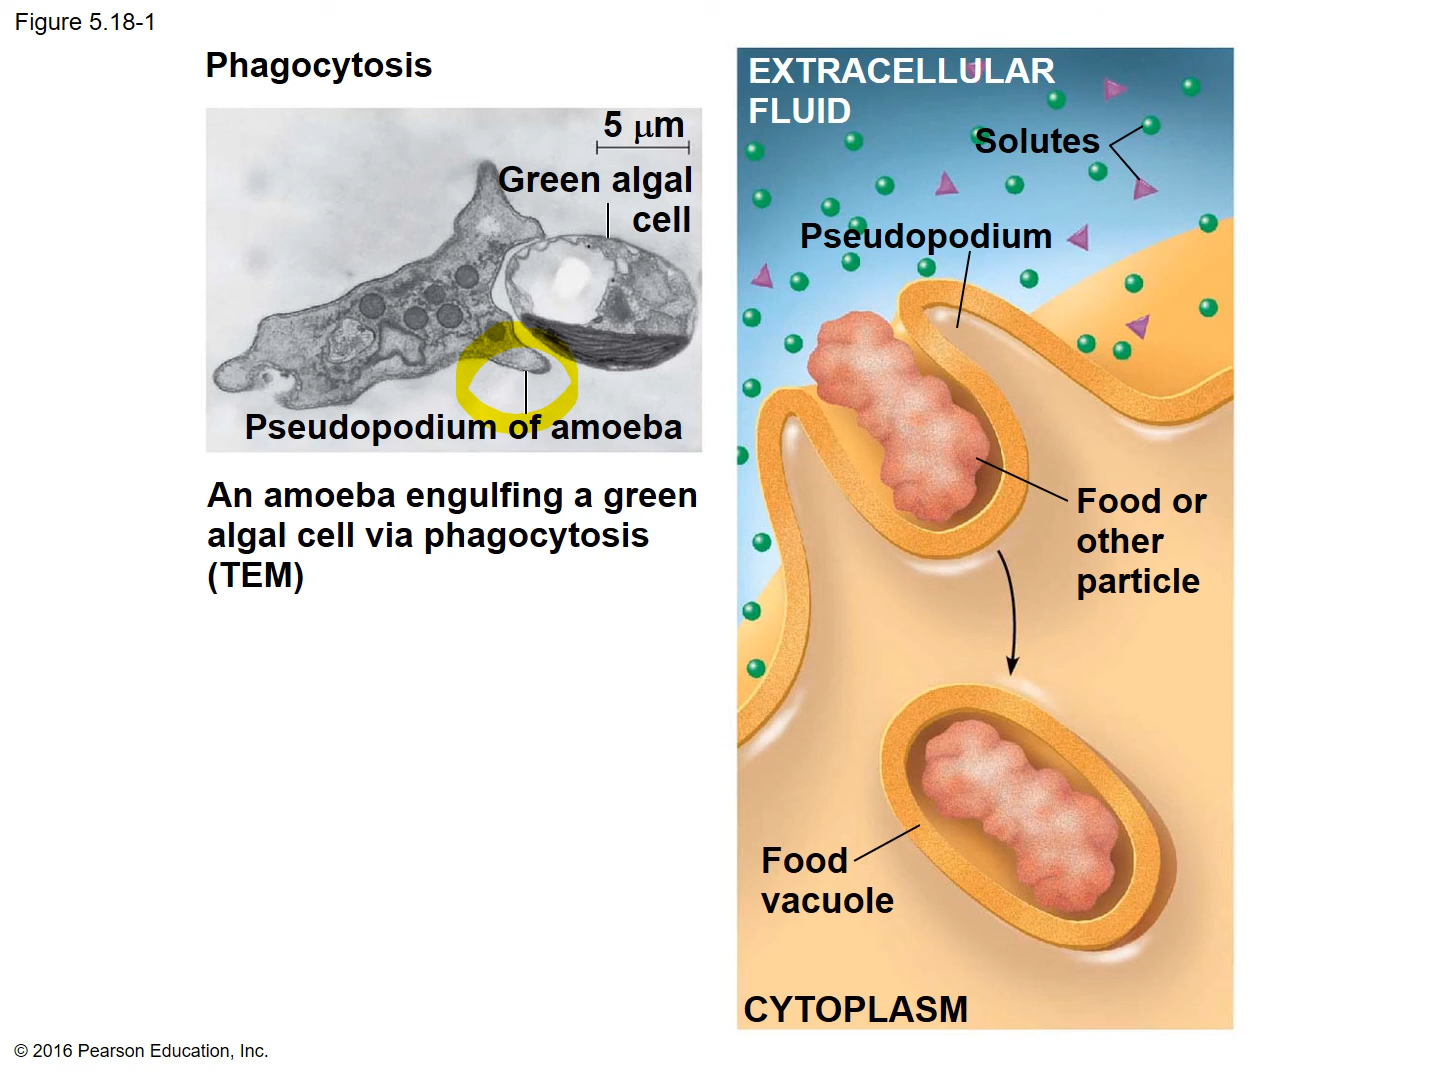 Figure 5.18-1
Phagocytosis
5 μm
Green algal
cell
Pseudopodium of amoeba
An amoeba engulfing a green
algal cell via phagocytosis
(TEM)
EXTRACELLULAR
FLUID
Solutes
Pseudopodium
Food or
other
particle
Food
vacuole
CYTOPLASM
© 2016 Pearson Education, Inc.